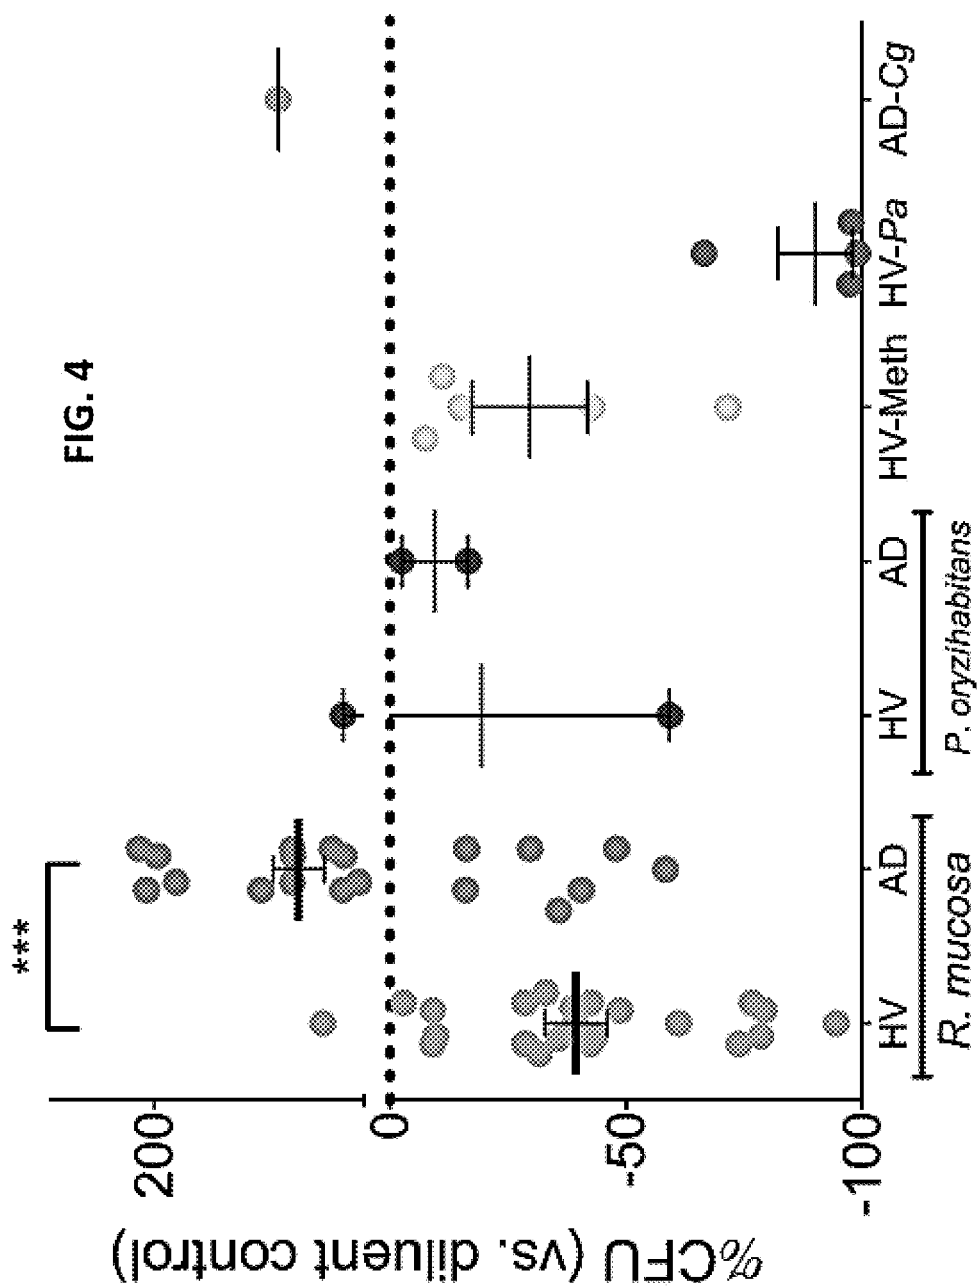 FIG. 4
***
%CFU (vs. diluent control)
200
0
-50
-100
HV
AD
HV
AD
HV-Meth
HV-Pa
AD-Cg
R. mucosa
P. oryzihabitans